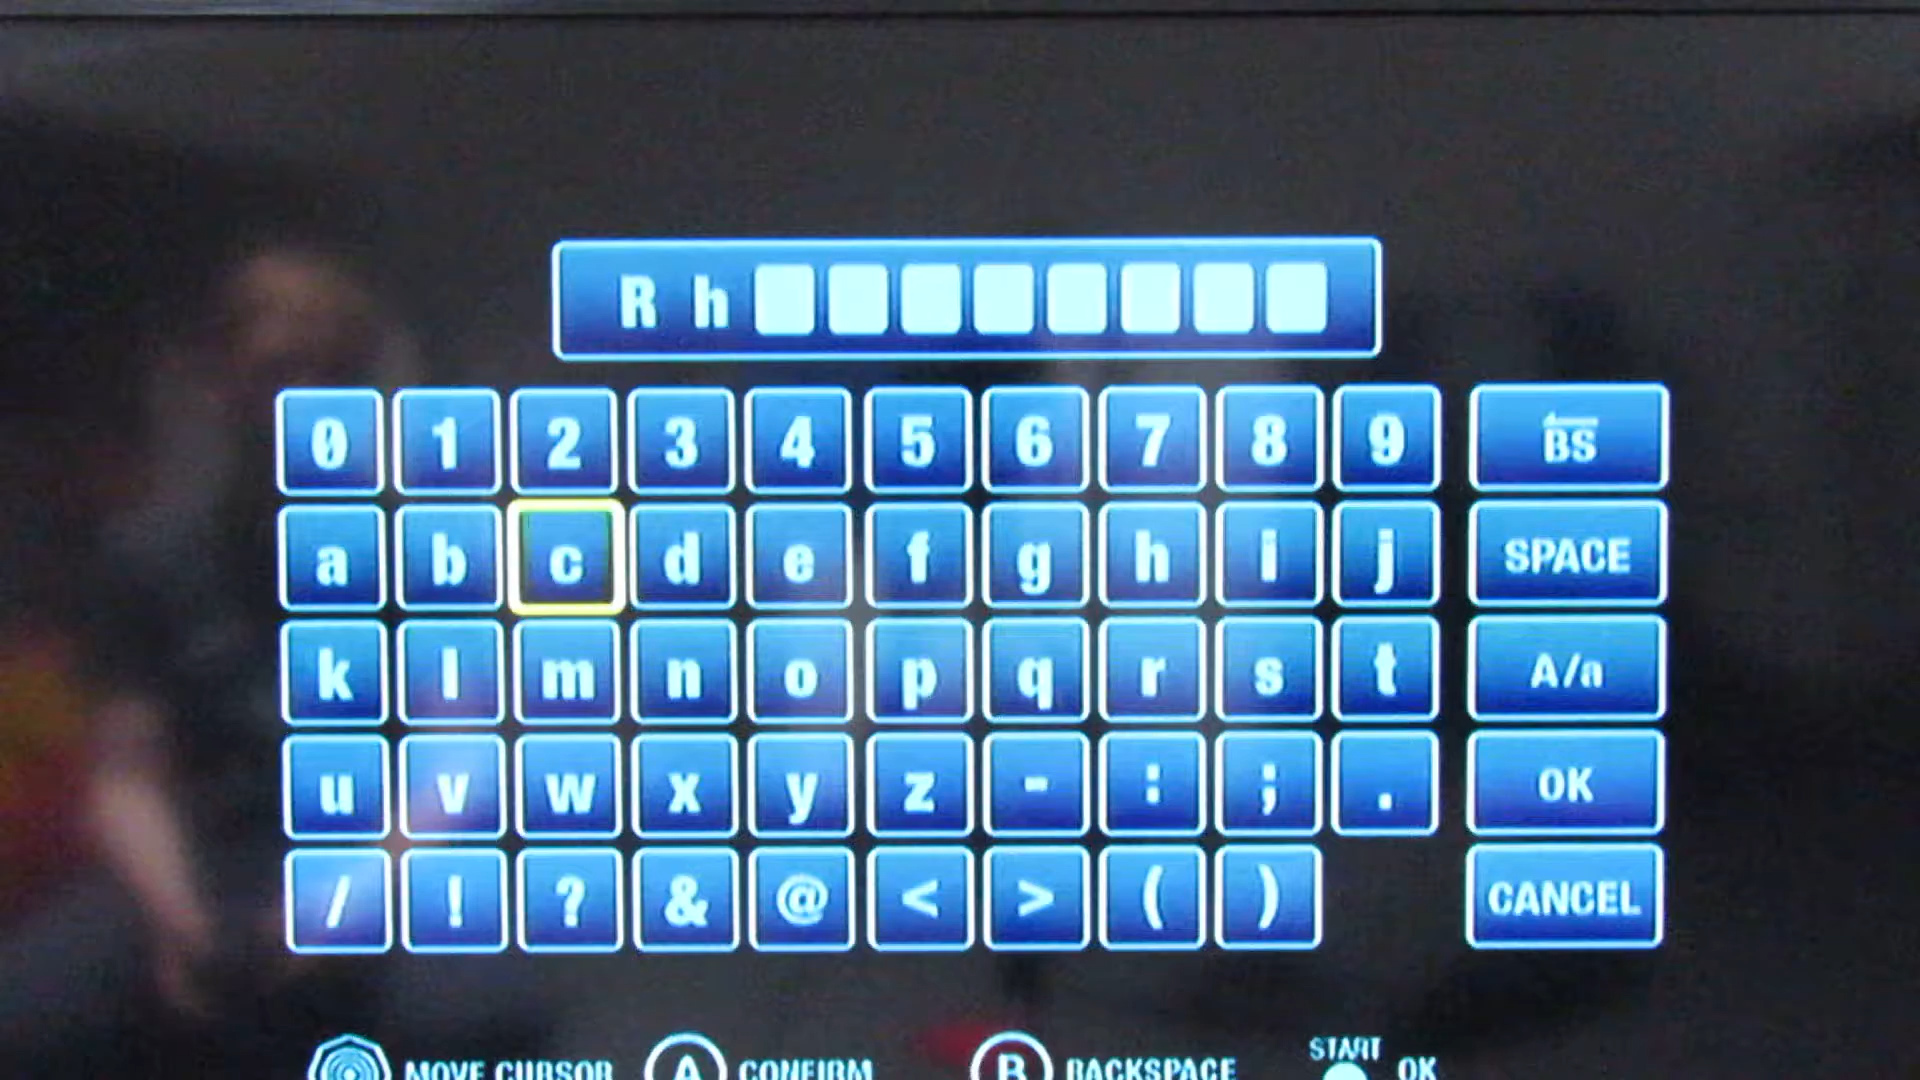 R h
0 1 2 3 4 5 6 7 8 9 BS
a b c d e f g h i j SPACE
k l m n o p q r s t A/a
u v w x y z - : ; . OK
/ ! ? & @ < > ( ) CANCEL
MOVE CURSOR A CONFIRM B BACKSPACE START OK